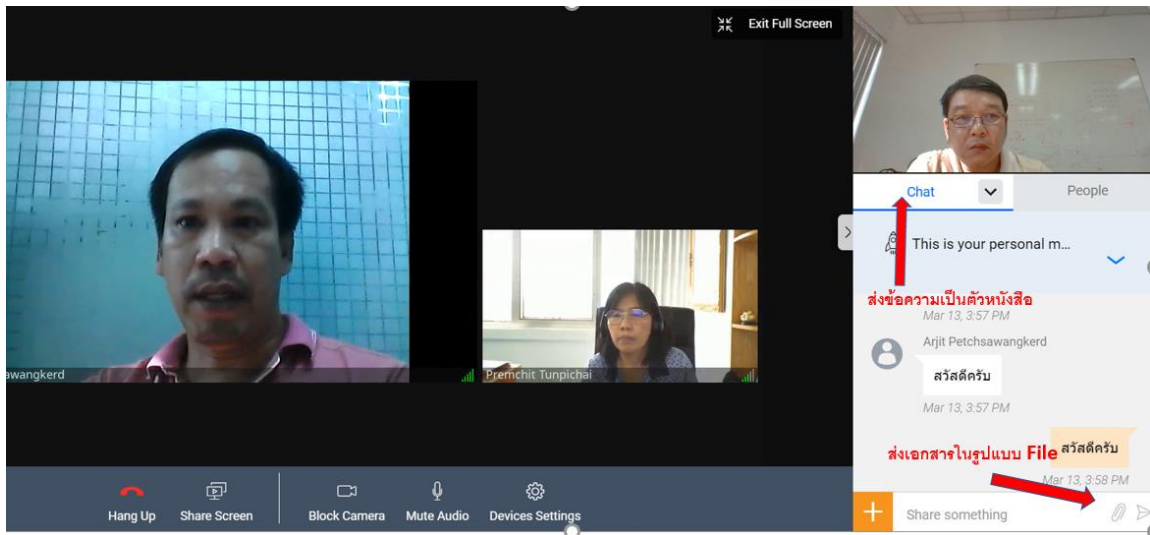 Exit Full Screen
awangkerd
Premchit Tunpichai
Hang Up
Share Screen
Block Camera
Mute Audio
Devices Settings
Chat
People
This is your personal m...
ส่งข้อความเป็นตัวหนังสือ
Mar 13, 3:57 PM
Arjit Petchsawangkerd
สวัสดีครับ
Mar 13, 3:57 PM
ส่งเอกสารในรูปแบบ File
สวัสดีครับ
Mar 13, 3:58 PM
Share something